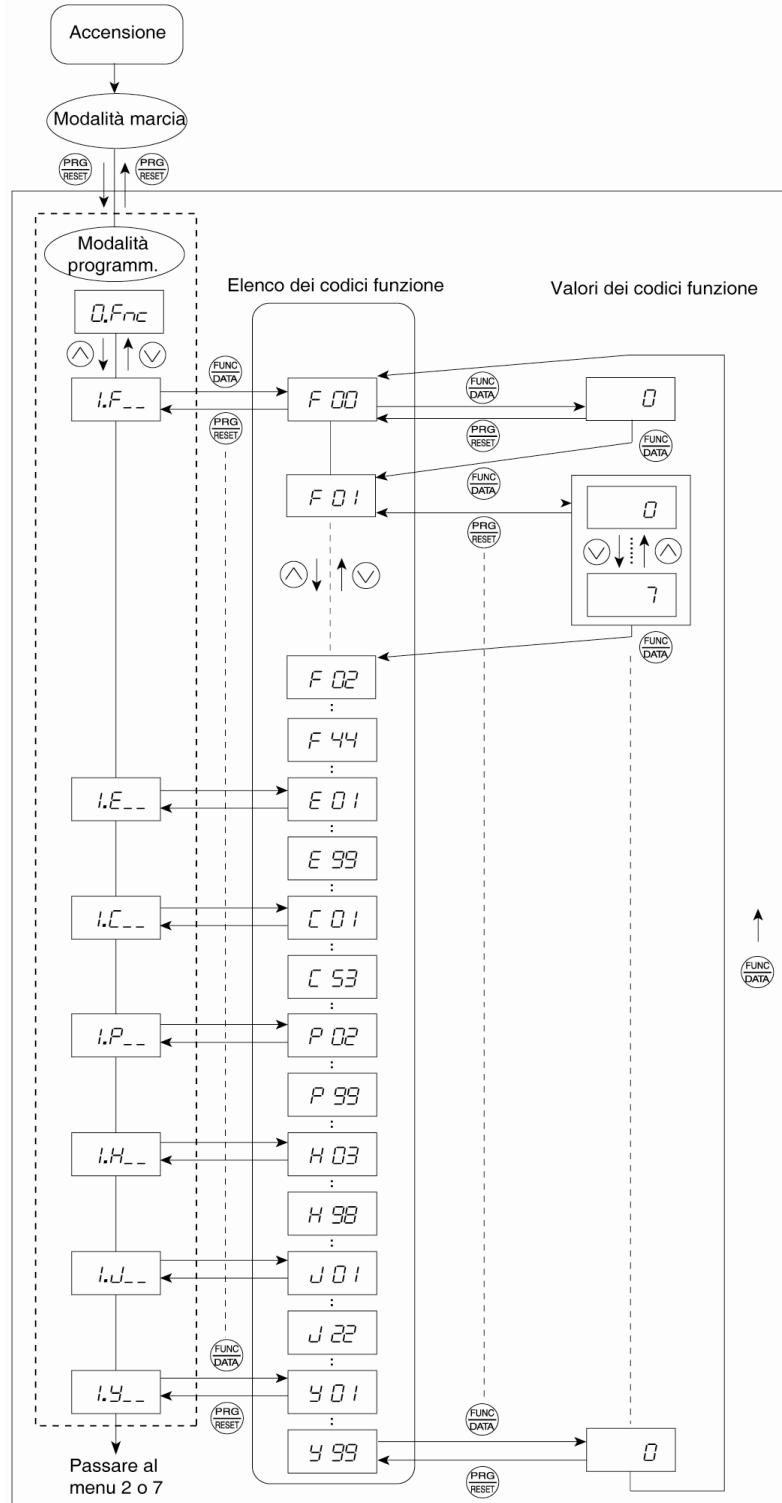 Accensione
Modalità marcia
PRG
RESET
PRG
RESET
Modalità
programm.
Elenco dei codici funzione
Valori dei codici funzione
0.Fnc
1.F__
FUNC
DATA
PRG
RESET
F 00
FUNC
DATA
PRG
RESET
0
FUNC
DATA
F 01
FUNC
DATA
PRG
RESET
0
7
FUNC
DATA
F 02
F 44
1.E__
E 01
E 99
1.C__
C 01
C 53
FUNC
DATA
1.P__
P 02
P 99
1.H__
H 03
H 98
1.J__
J 01
J 22
FUNC
DATA
1.y__
PRG
RESET
y 01
y 99
FUNC
DATA
PRG
RESET
0
Passare al
menu 2 o 7